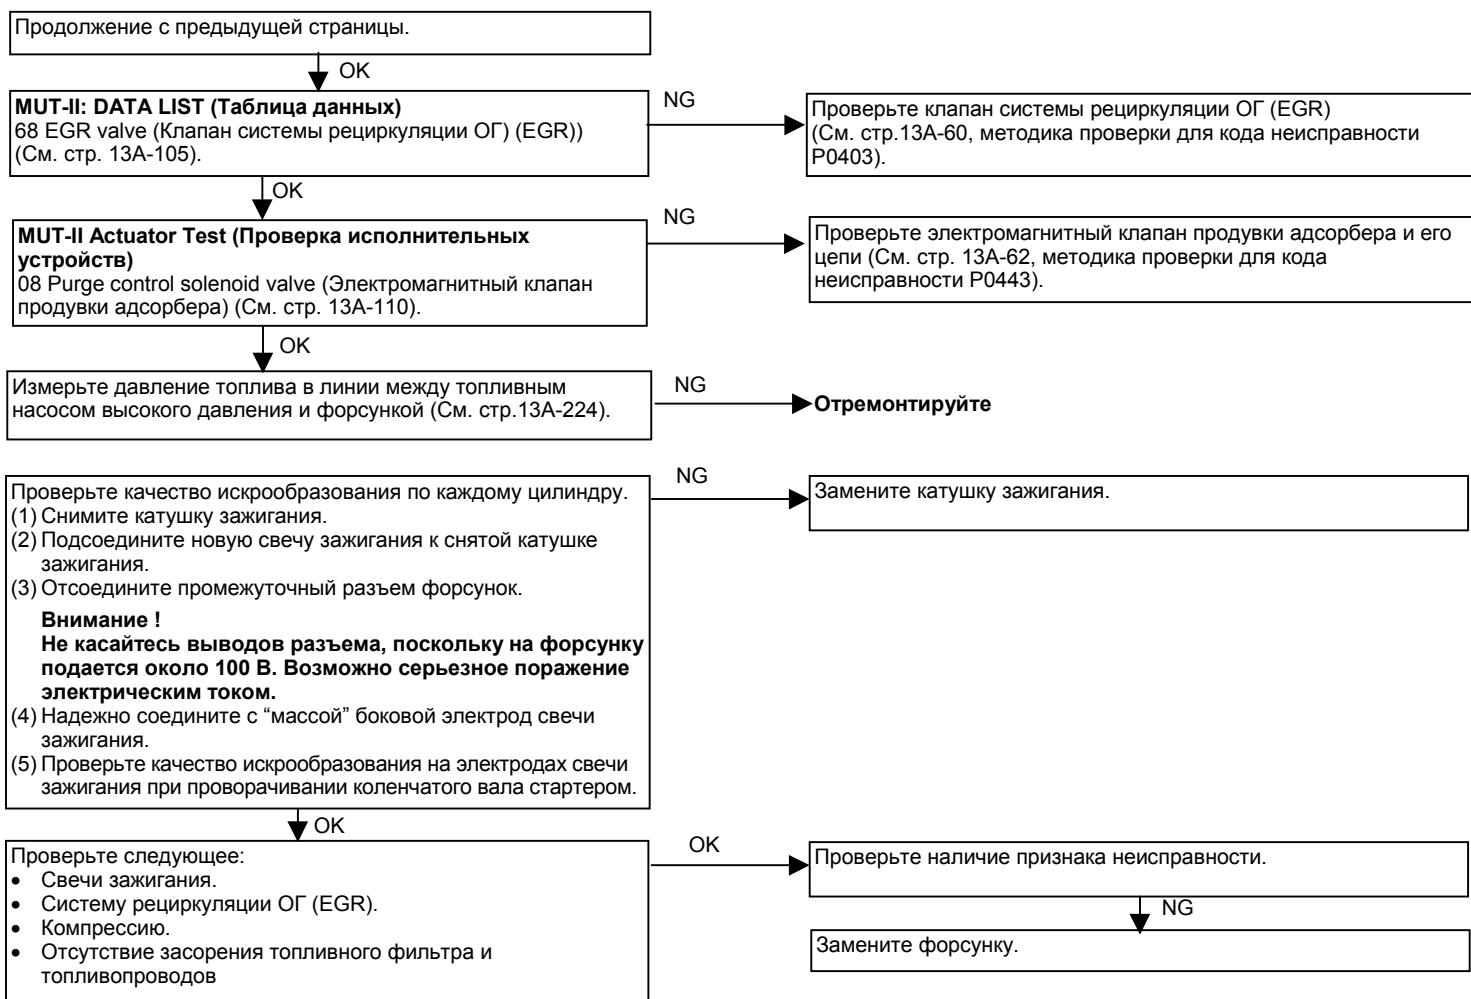 Продолжение с предыдущей страницы.
OK
MUT-II: DATA LIST (Таблица данных)
68 EGR valve (Клапан системы рециркуляции ОГ) (EGR))
(См. стр. 13A-105).
NG
Проверьте клапан системы рециркуляции ОГ (EGR)
(См. стр.13A-60, методика проверки для кода неисправности
P0403).
OK
MUT-II Actuator Test (Проверка исполнительных
устройств)
08 Purge control solenoid valve (Электромагнитный клапан
продувки адсорбера) (См. стр. 13A-110).
NG
Проверьте электромагнитный клапан продувки адсорбера и его
цепи (См. стр. 13A-62, методика проверки для кода
неисправности P0443).
OK
Измерьте давление топлива в линии между топливным
насосом высокого давления и форсункой (См. стр.13A-224).
NG
Отремонтируйте
Проверьте качество искрообразования по каждому цилиндру.
(1) Снимите катушку зажигания.
(2) Подсоедините новую свечу зажигания к снятой катушке
зажигания.
(3) Отсоедините промежуточный разъем форсунок.
Внимание !
Не касайтесь выводов разъема, поскольку на форсунку
подается около 100 В. Возможно серьезное поражение
электрическим током.
(4) Надежно соедините с “массой” боковой электрод свечи
зажигания.
(5) Проверьте качество искрообразования на электродах свечи
зажигания при проворачивании коленчатого вала стартером.
NG
Замените катушку зажигания.
OK
Проверьте следующее:
• Свечи зажигания.
• Систему рециркуляции ОГ (EGR).
• Компрессию.
• Отсутствие засорения топливного фильтра и
топливопроводов
OK
Проверьте наличие признака неисправности.
NG
Замените форсунку.